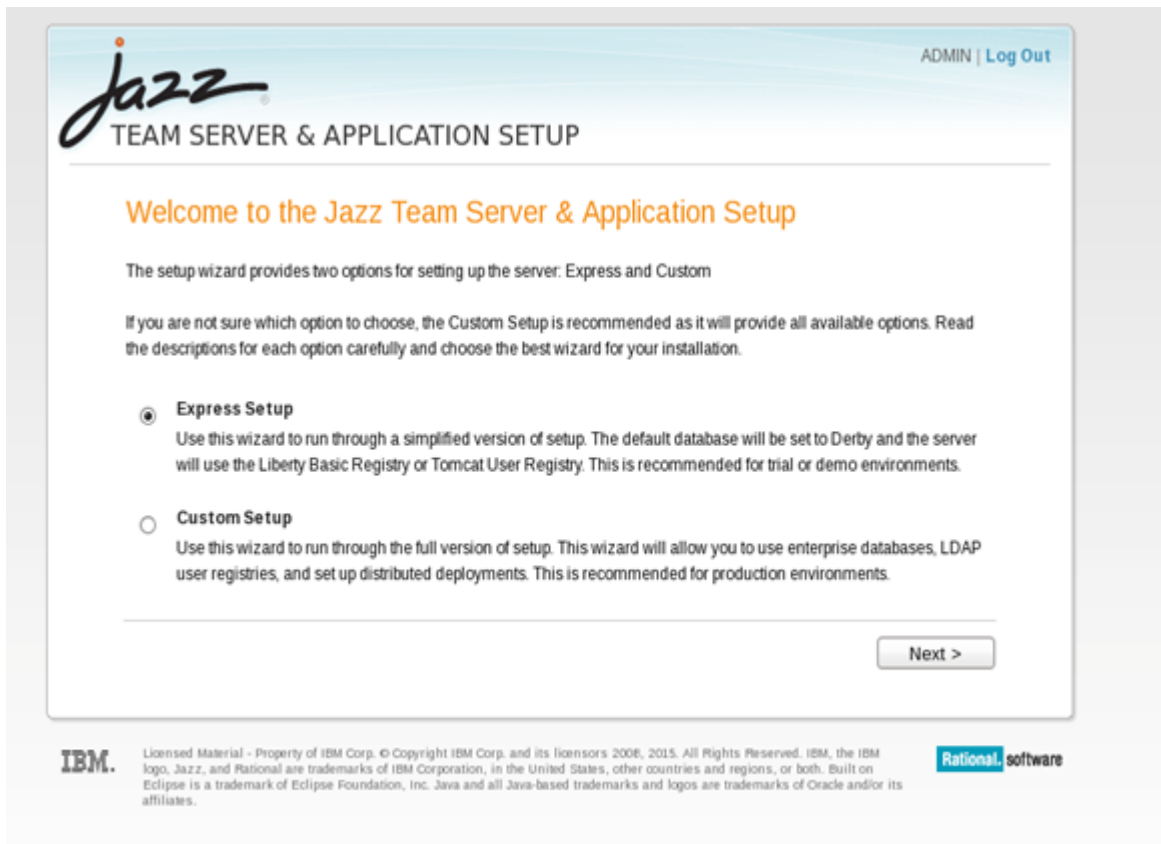 ADMIN | Log Out
jazz
TEAM SERVER & APPLICATION SETUP
Welcome to the Jazz Team Server & Application Setup
The setup wizard provides two options for setting up the server: Express and Custom
If you are not sure which option to choose, the Custom Setup is recommended as it will provide all available options. Read
the descriptions for each option carefully and choose the best wizard for your installation.
Express Setup
Use this wizard to run through a simplified version of setup. The default database will be set to Derby and the server
will use the Liberty Basic Registry or Tomcat User Registry. This is recommended for trial or demo environments.
Custom Setup
Use this wizard to run through the full version of setup. This wizard will allow you to use enterprise databases, LDAP
user registries, and set up distributed deployments. This is recommended for production environments.
Next >
IBM.
Licensed Material - Property of IBM Corp. © Copyright IBM Corp. and its licensors 2008, 2015. All Rights Reserved. IBM, the IBM
logo, Jazz, and Rational are trademarks of IBM Corporation, in the United States, other countries and regions, or both. Built on
Eclipse is a trademark of Eclipse Foundation, Inc. Java and all Java-based trademarks and logos are trademarks of Oracle and/or its
affiliates.
Rational. software